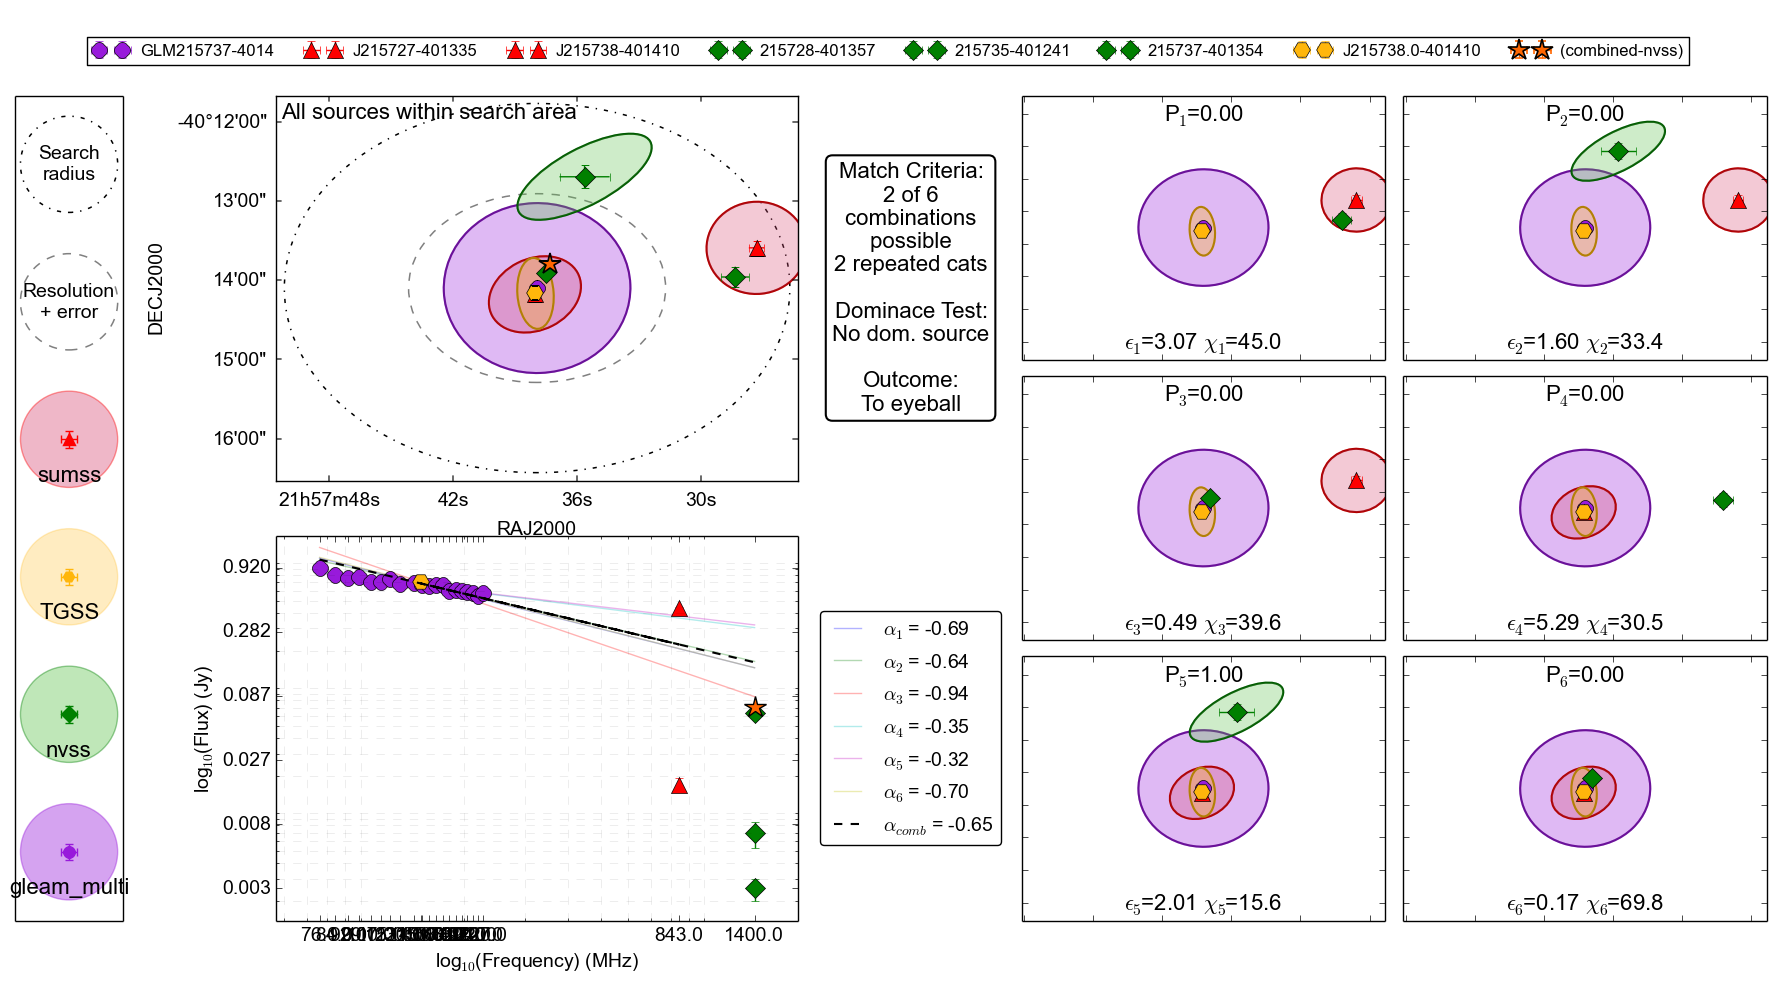 GLM215737-4014 J215727-401335 J215738-401410 215728-401357 215735-401241 215737-401354 J215738.0-401410 (combined-nvss)
Search
radius
Resolution
+ error
sumss
TGSS
nvss
gleam_multi
All sources within search area
DECJ2000
-40°12'00"
13'00"
14'00"
15'00"
16'00"
21h57m48s 42s 36s 30s
RAJ2000
log10(Flux) (Jy)
0.920
0.282
0.087
0.027
0.008
0.003
843.0 1400.0
log10(Frequency) (MHz)
Match Criteria:
2 of 6
combinations
possible
2 repeated cats
Dominace Test:
No dom. source
Outcome:
To eyeball
α1 = -0.69
α2 = -0.64
α3 = -0.94
α4 = -0.35
α5 = -0.32
α6 = -0.70
αcomb = -0.65
P1=0.00
ϵ1=3.07 χ1=45.0
P2=0.00
ϵ2=1.60 χ2=33.4
P3=0.00
ϵ3=0.49 χ3=39.6
P4=0.00
ϵ4=5.29 χ4=30.5
P5=1.00
ϵ5=2.01 χ5=15.6
P6=0.00
ϵ6=0.17 χ6=69.8